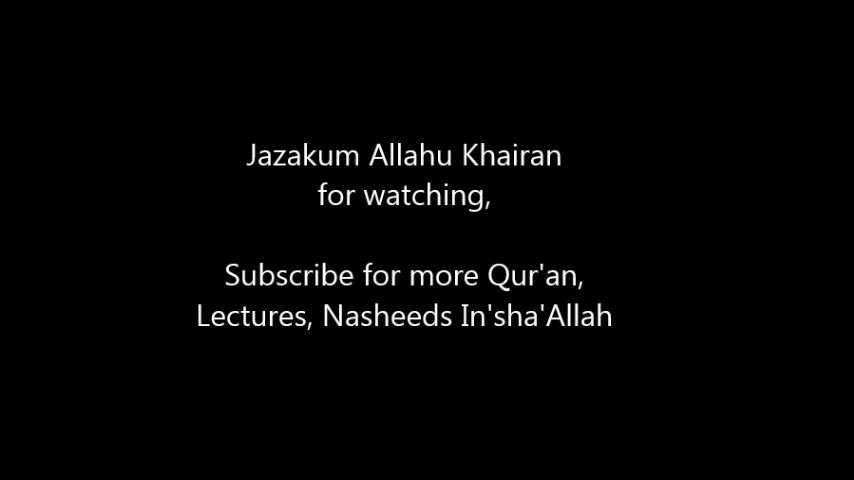 Jazakum Allahu Khairan
for watching,
Subscribe for more Qur'an,
Lectures, Nasheeds In'sha'Allah